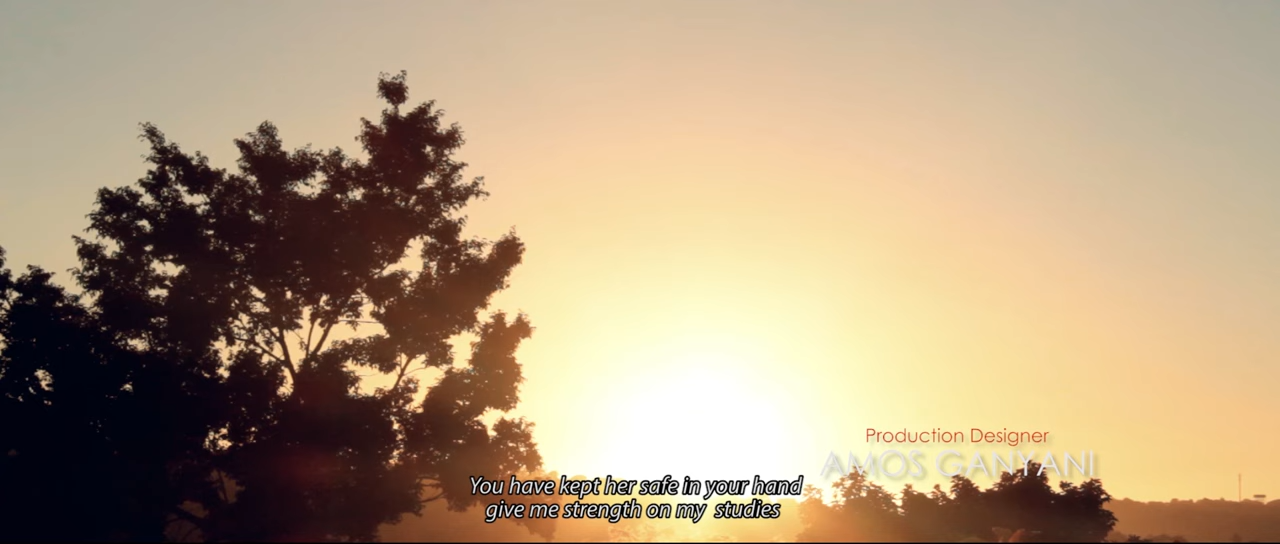 Production Designer
AMOS GANYANI
You have kept her safe in your hand
give me strength on my studies